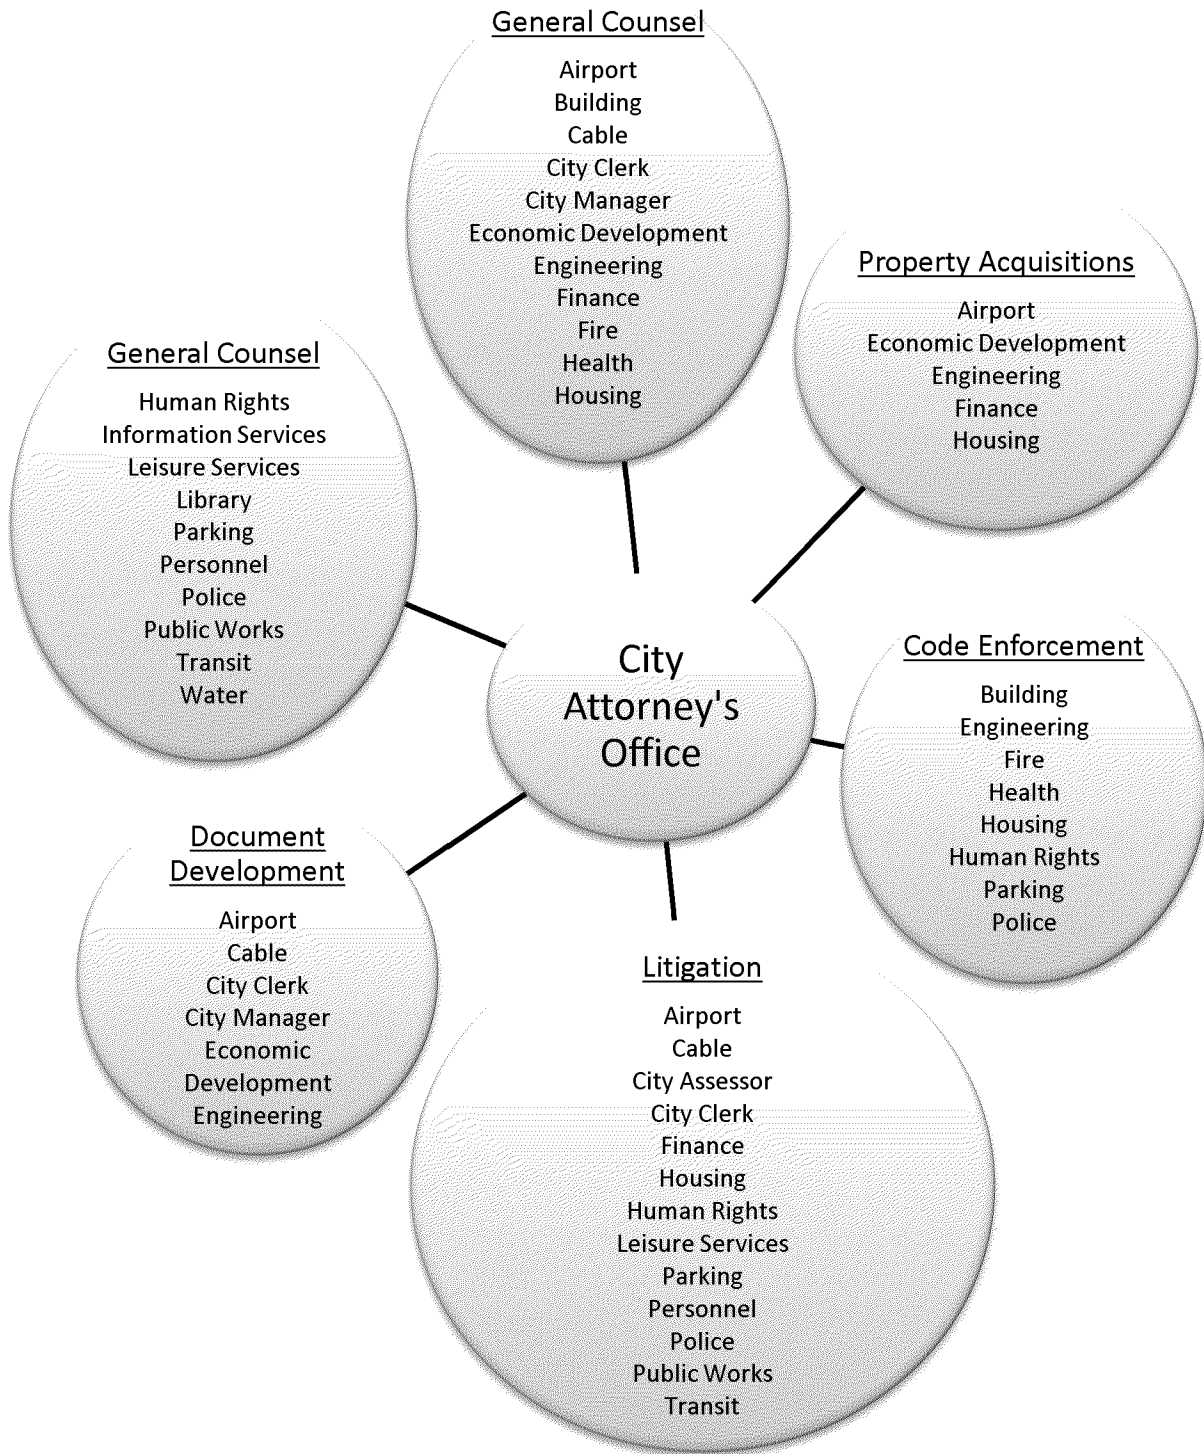 General Counsel
Airport
Building
Cable
City Clerk
City Manager
Economic Development
Engineering
Finance
Fire
Health
Housing
Property Acquisitions
Airport
Economic Development
Engineering
Finance
Housing
General Counsel
Human Rights
Information Services
Leisure Services
Library
Parking
Personnel
Police
Public Works
Transit
Water
City
Attorney's
Office
Code Enforcement
Building
Engineering
Fire
Health
Housing
Human Rights
Parking
Police
Document
Development
Airport
Cable
City Clerk
City Manager
Economic
Development
Engineering
Litigation
Airport
Cable
City Assessor
City Clerk
Finance
Housing
Human Rights
Leisure Services
Parking
Personnel
Police
Public Works
Transit